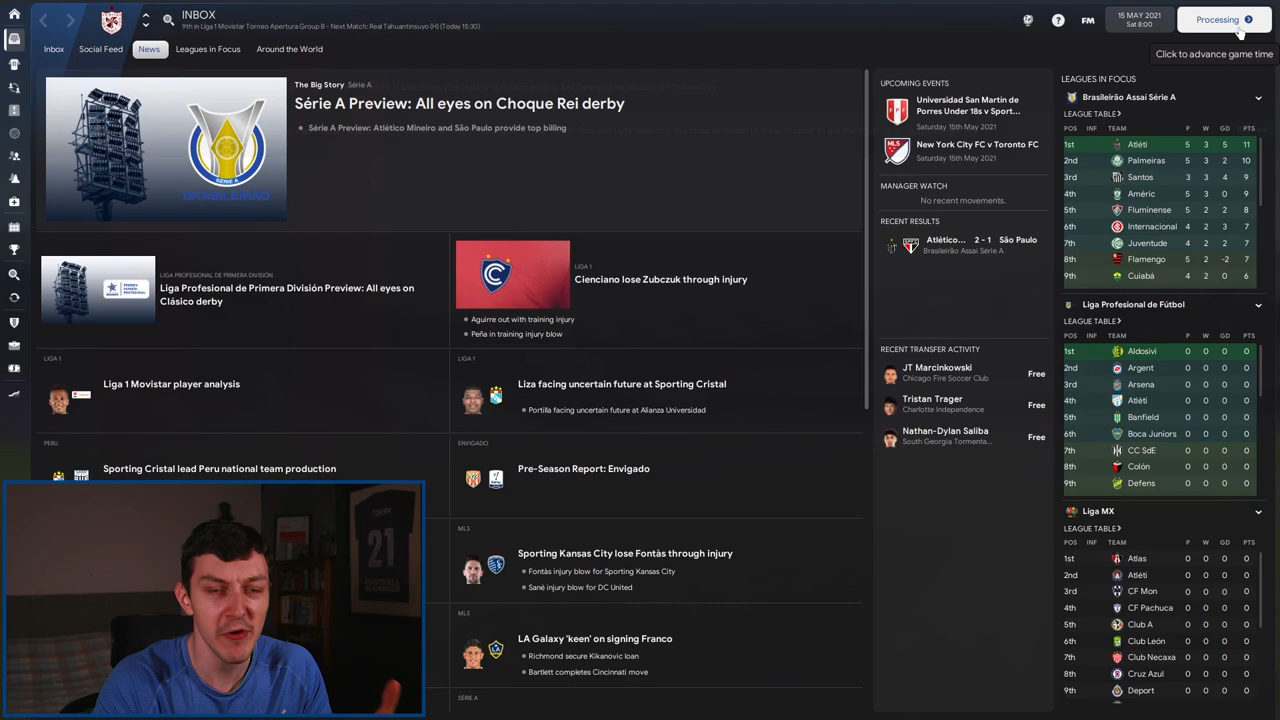 INBOX
9th in Liga 1 Movistar Torneo Apertura Group B - Next Match: Real Tahuantinsuyo (H) (Today 15:30)
FM
15 MAY 2021
Sat 8:00
Processing
Click to advance game time
Inbox
Social Feed
News
Leagues in Focus
Around the World
The Big Story Série A
Série A Preview: All eyes on Choque Rei derby
Série A Preview: Atlético Mineiro and São Paulo provide top billing
BRASILEIRÃO
LIGA PROFESIONAL DE PRIMERA DIVISIÓN
Liga Profesional de Primera División Preview: All eyes on
Clásico derby
LIGA 1
Cienciano lose Zubczuk through injury
Aguirre out with training injury
Peña in training injury blow
LIGA 1
Liga 1 Movistar player analysis
LIGA 1
Liza facing uncertain future at Sporting Cristal
Portilla facing uncertain future at Alianza Universidad
PERU
Sporting Cristal lead Peru national team production
ENVIGADO
Pre-Season Report: Envigado
MLS
Sporting Kansas City lose Fontàs through injury
Fontàs injury blow for Sporting Kansas City
Sané injury blow for DC United
MLS
LA Galaxy 'keen' on signing Franco
Richmond secure Kikanovic loan
Bartlett completes Cincinnati move
SÉRIE A
21
FOOTBALL
MANAGER
UPCOMING EVENTS
Universidad San Martín de
Porres Under 18s v Sport...
Saturday 15th May 2021
New York City FC v Toronto FC
Saturday 15th May 2021
MANAGER WATCH
No recent movements.
RECENT RESULTS
Atlético... 2 - 1 São Paulo
Brasileirão Assaí Série A
RECENT TRANSFER ACTIVITY
JT Marcinkowski
Chicago Fire Soccer Club
Free
Tristan Trager
Charlotte Independence
Free
Nathan-Dylan Saliba
South Georgia Tormenta...
Free
LEAGUES IN FOCUS
Brasileirão Assaí Série A
LEAGUE TABLE
POS INF TEAM P W GD PTS
1st Atléti 5 3 5 11
2nd Palmeiras 5 3 2 10
3rd Santos 3 3 4 9
4th Améric 5 3 0 9
5th Fluminense 5 2 2 8
6th Internacional 4 2 3 7
7th Juventude 4 2 2 7
8th Flamengo 5 2 -2 7
9th Cuiabá 4 2 0 6
Liga Profesional de Fútbol
LEAGUE TABLE
POS INF TEAM P W GD PTS
1st Aldosivi 0 0 0 0
2nd Argent 0 0 0 0
3rd Arsena 0 0 0 0
4th Atléti 0 0 0 0
5th Banfield 0 0 0 0
6th Boca Juniors 0 0 0 0
7th CC SdE 0 0 0 0
8th Colón 0 0 0 0
9th Defens 0 0 0 0
Liga MX
LEAGUE TABLE
POS INF TEAM P W GD PTS
1st Atlas 0 0 0 0
2nd Atléti 0 0 0 0
3rd CF Mon 0 0 0 0
4th CF Pachuca 0 0 0 0
5th Club A 0 0 0 0
6th Club León 0 0 0 0
7th Club Necaxa 0 0 0 0
8th Cruz Azul 0 0 0 0
9th Deport 0 0 0 0